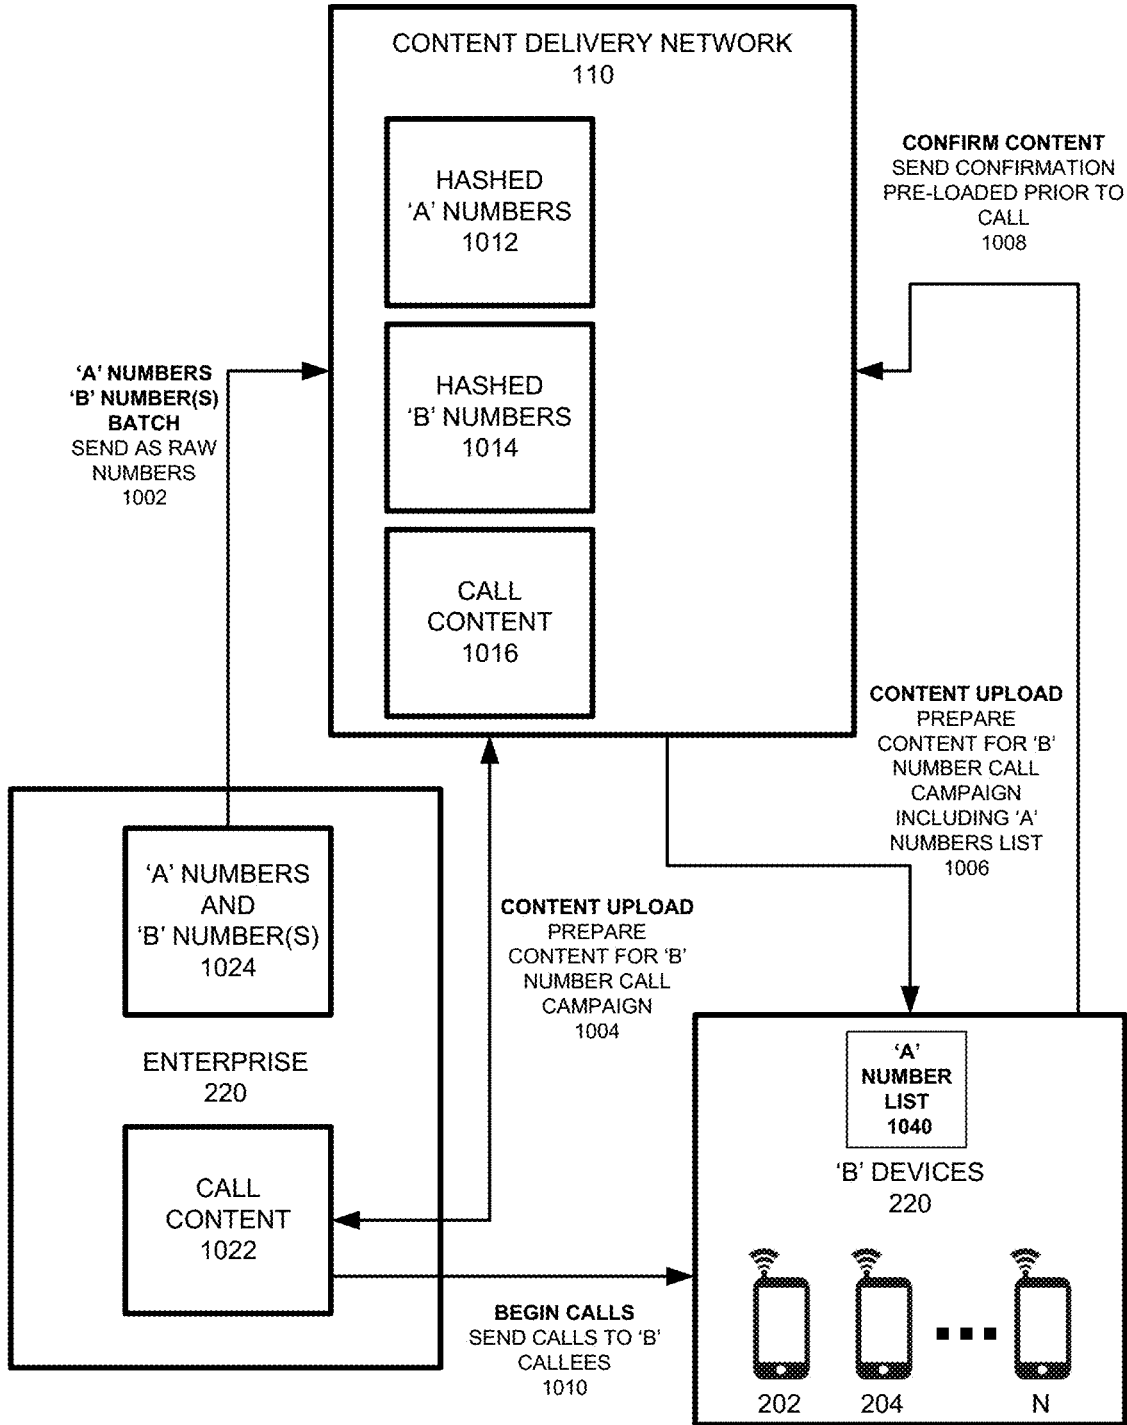 CONTENT DELIVERY NETWORK
110
HASHED
‘A’ NUMBERS
1012
HASHED
‘B’ NUMBERS
1014
CALL
CONTENT
1016
CONFIRM CONTENT
SEND CONFIRMATION
PRE-LOADED PRIOR TO
CALL
1008
‘A’ NUMBERS
‘B’ NUMBER(S)
BATCH
SEND AS RAW
NUMBERS
1002
CONTENT UPLOAD
PREPARE
CONTENT FOR ‘B’
NUMBER CALL
CAMPAIGN
INCLUDING ‘A’
NUMBERS LIST
1006
‘A’ NUMBERS
AND
‘B’ NUMBER(S)
1024
ENTERPRISE
220
CALL
CONTENT
1022
CONTENT UPLOAD
PREPARE
CONTENT FOR ‘B’
NUMBER CALL
CAMPAIGN
1004
BEGIN CALLS
SEND CALLS TO ‘B’
CALLEES
1010
‘A’
NUMBER
LIST
1040
‘B’ DEVICES
220
202 204 N